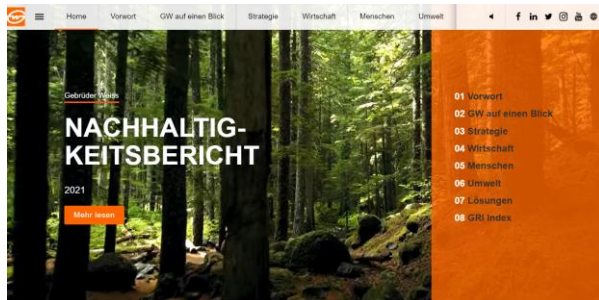 GW
Home
Vorwort
GW auf einen Blick
Strategie
Wirtschaft
Menschen
Umwelt
Gebrüder Weiss
NACHHALTIG-
KEITSBERICHT
2021
Mehr lesen
01 Vorwort
02 GW auf einen Blick
03 Strategie
04 Wirtschaft
05 Menschen
06 Umwelt
07 Lösungen
08 GRI Index